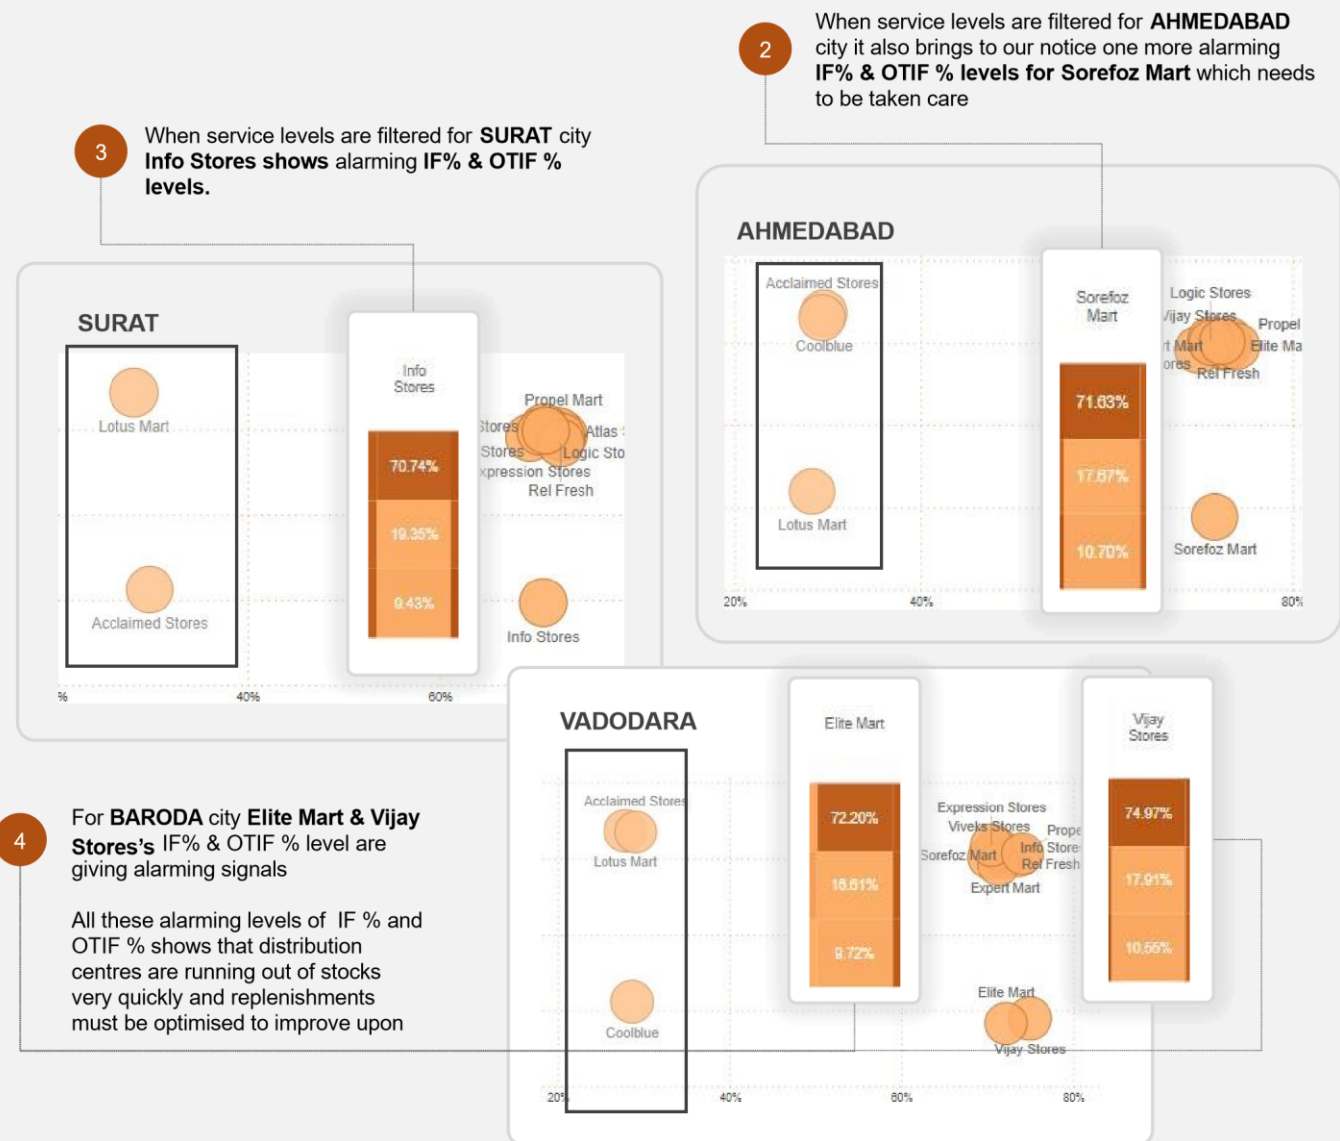 2
When service levels are filtered for AHMEDABAD
city it also brings to our notice one more alarming
IF% & OTIF % levels for Sorefoz Mart which needs
to be taken care
3
When service levels are filtered for SURAT city
Info Stores shows alarming IF% & OTIF %
levels.
AHMEDABAD
Acclaimed Stores
Coolblue
Lotus Mart
Sorefoz
Mart
71.63%
17.67%
10.70%
Logic Stores
Vijay Stores
Propel
rt Mart
Elite Ma
ores
Rel Fresh
Sorefoz Mart
20%
40%
80%
SURAT
Lotus Mart
Acclaimed Stores
Info
Stores
70.74%
19.35%
9.43%
Propel Mart
Stores
Atlas
Stores
Logic Sto
xpression Stores
Rel Fresh
Info Stores
%
40%
60%
VADODARA
Acclaimed Stores
Lotus Mart
Coolblue
Elite Mart
72.20%
9.72%
Expression Stores
Viveks Stores
Prope
Sorefoz Mart
Info Store
Rel Fresh
Expert Mart
Elite Mart
Vijay Stores
Vijay
Stores
74.97%
17.91%
10.55%
20%
40%
60%
80%
4
For BARODA city Elite Mart & Vijay
Stores's IF% & OTIF % level are
giving alarming signals
All these alarming levels of IF % and
OTIF % shows that distribution
centres are running out of stocks
very quickly and replenishments
must be optimised to improve upon